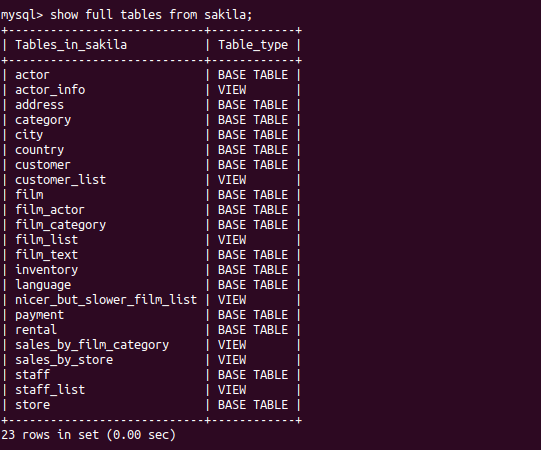 mysql> show full tables from sakila;
+----------------------------+------------+
| Tables_in_sakila           | Table_type |
+----------------------------+------------+
| actor                      | BASE TABLE |
| actor_info                 | VIEW       |
| address                    | BASE TABLE |
| category                   | BASE TABLE |
| city                       | BASE TABLE |
| country                    | BASE TABLE |
| customer                   | BASE TABLE |
| customer_list              | VIEW       |
| film                       | BASE TABLE |
| film_actor                 | BASE TABLE |
| film_category              | BASE TABLE |
| film_list                  | VIEW       |
| film_text                  | BASE TABLE |
| inventory                  | BASE TABLE |
| language                   | BASE TABLE |
| nicer_but_slower_film_list | VIEW       |
| payment                    | BASE TABLE |
| rental                     | BASE TABLE |
| sales_by_film_category     | VIEW       |
| sales_by_store             | VIEW       |
| staff                      | BASE TABLE |
| staff_list                 | VIEW       |
| store                      | BASE TABLE |
+----------------------------+------------+
23 rows in set (0.00 sec)